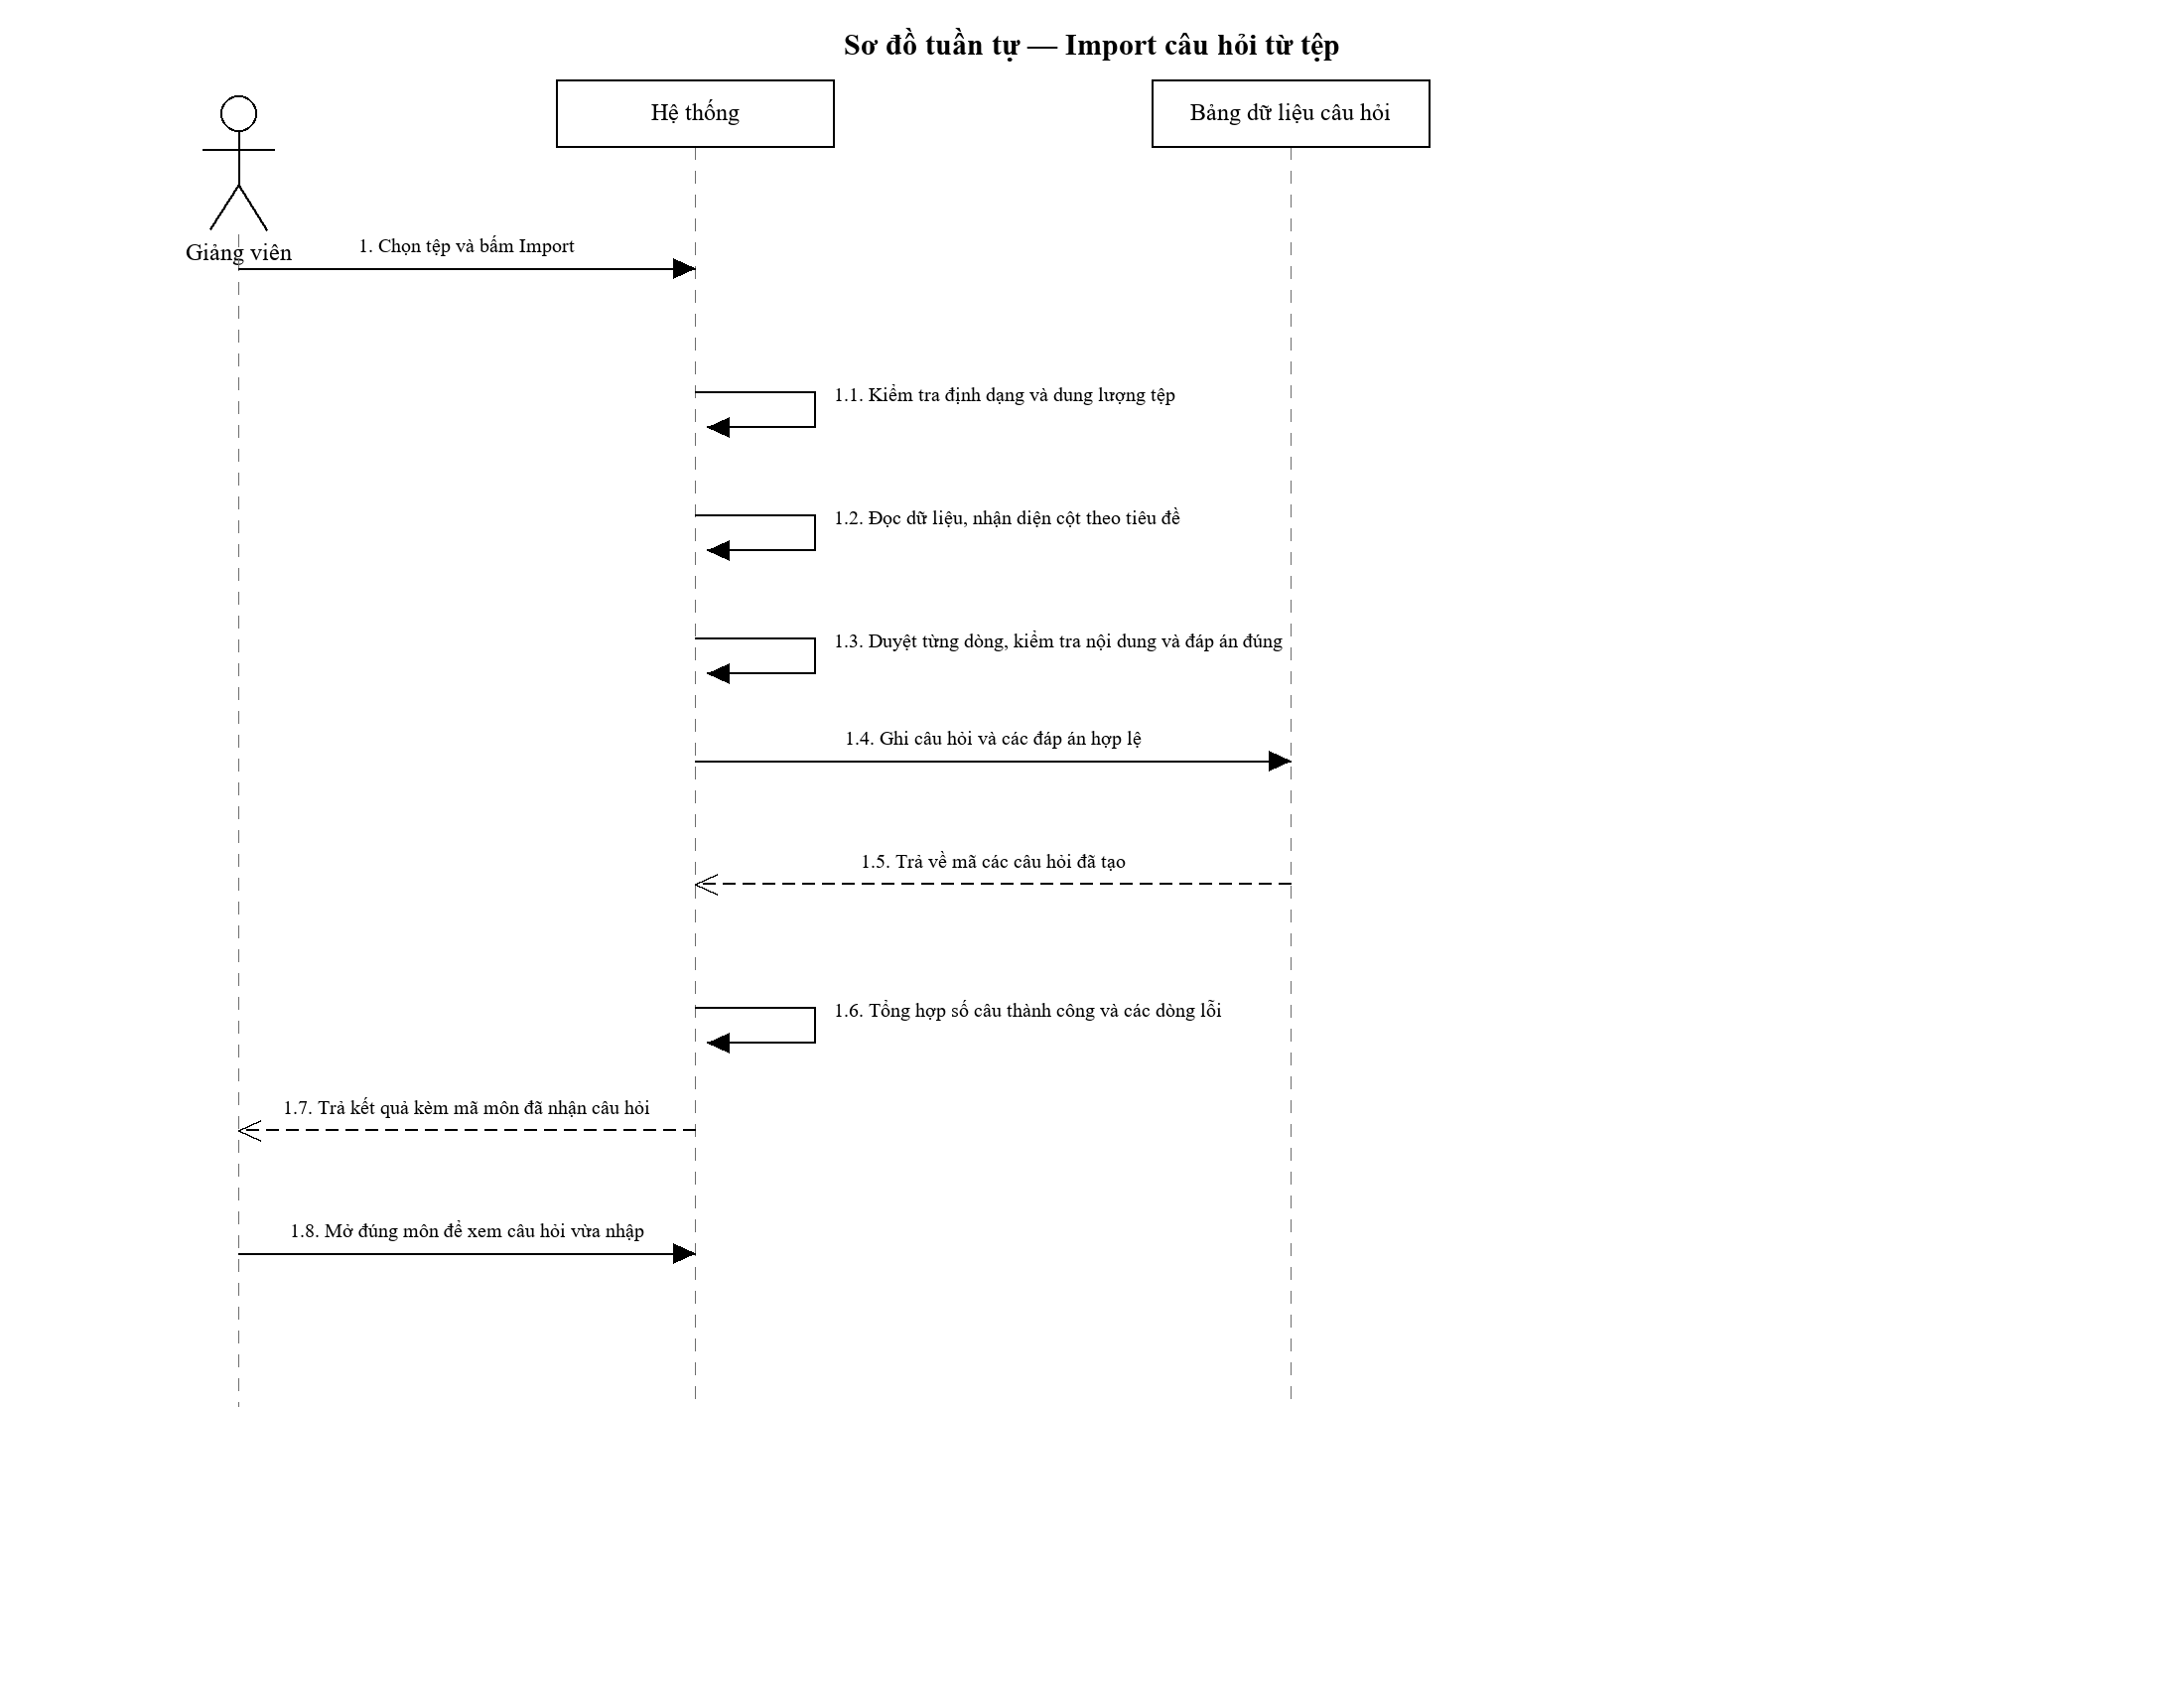 Sơ đồ tuần tự — Import câu hỏi từ tệp
Hệ thống
Bảng dữ liệu câu hỏi
Giảng viên
1. Chọn tệp và bấm Import
1.1. Kiểm tra định dạng và dung lượng tệp
1.2. Đọc dữ liệu, nhận diện cột theo tiêu đề
1.3. Duyệt từng dòng, kiểm tra nội dung và đáp án đúng
1.4. Ghi câu hỏi và các đáp án hợp lệ
1.5. Trả về mã các câu hỏi đã tạo
1.6. Tổng hợp số câu thành công và các dòng lỗi
1.7. Trả kết quả kèm mã môn đã nhận câu hỏi
1.8. Mở đúng môn để xem câu hỏi vừa nhập